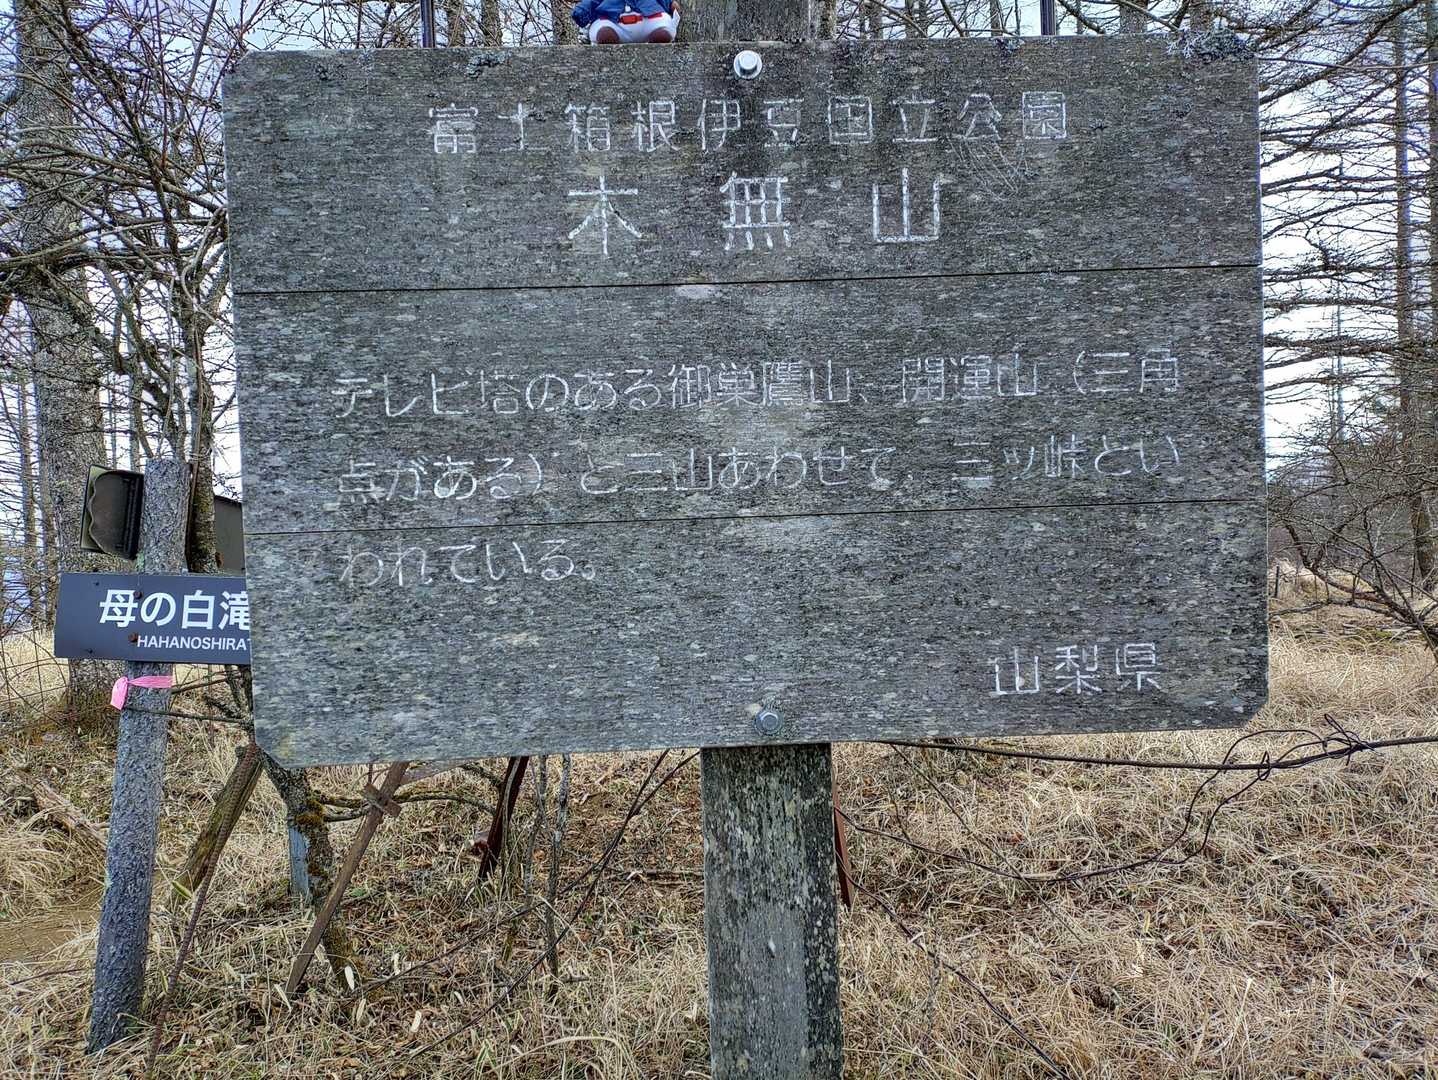 富士箱根伊豆国立公園
木無山
テレビ塔のある御巣鷹山、開運山（三角
点がある）と三山あわせて、三ツ峠とい
われている。
山梨県
母の白滝
HAHANOSHIRAT